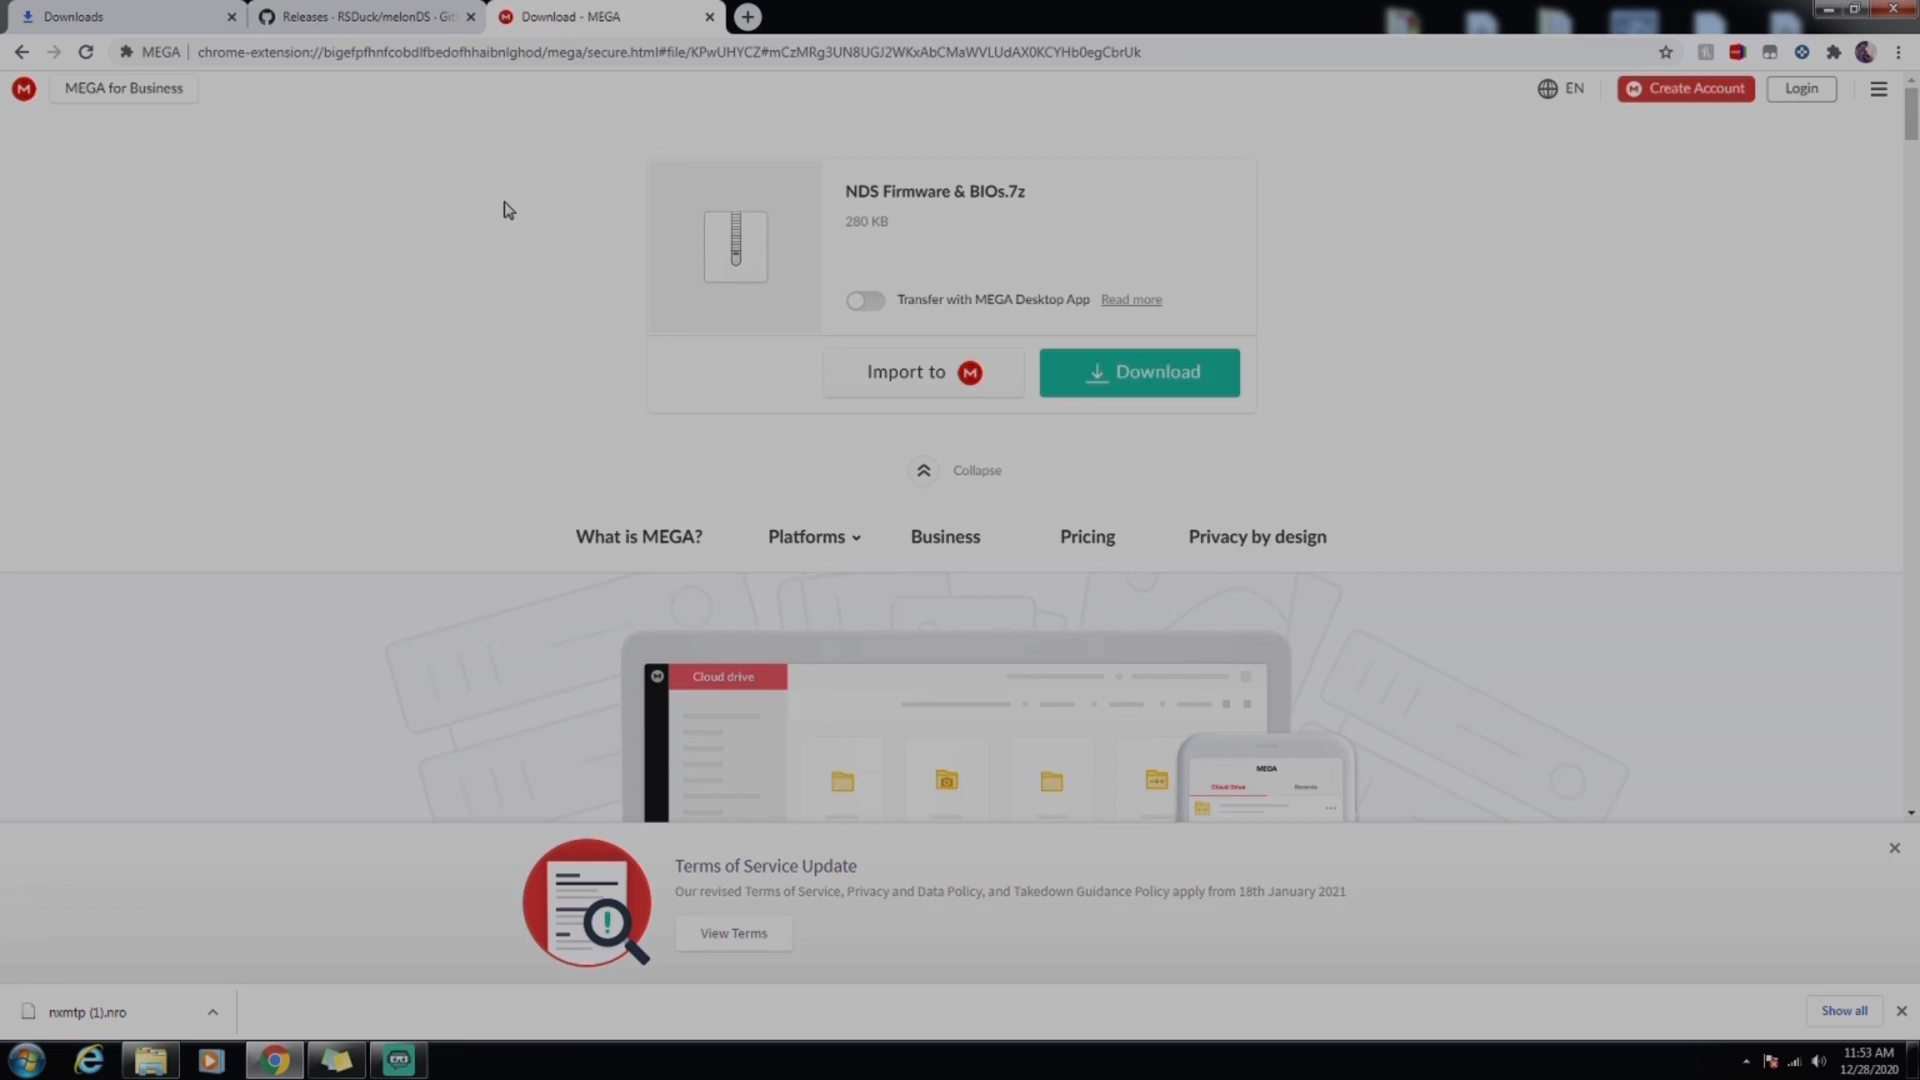 Downloads
Releases · RSDuck/melonDS · Git
Download - MEGA
MEGA
chrome-extension://bigefpfhnfcobdlfbedofhhaibnlghod/mega/secure.html#file/KPwUHYCZ#mCzMRg3UN8UGJ2WKxAbCMaWVLUdAX0KCYHb0egCbrUk
MEGA for Business
EN
Create Account
Login
NDS Firmware & BIOs.7z
280 KB
Transfer with MEGA Desktop App Read more
Import to
Download
Collapse
What is MEGA?
Platforms
Business
Pricing
Privacy by design
Cloud drive
MEGA
Cloud Drive
Recents
Terms of Service Update
Our revised Terms of Service, Privacy and Data Policy, and Takedown Guidance Policy apply from 18th January 2021
View Terms
nxmtp (1).nro
Show all
11:53 AM
12/28/2020